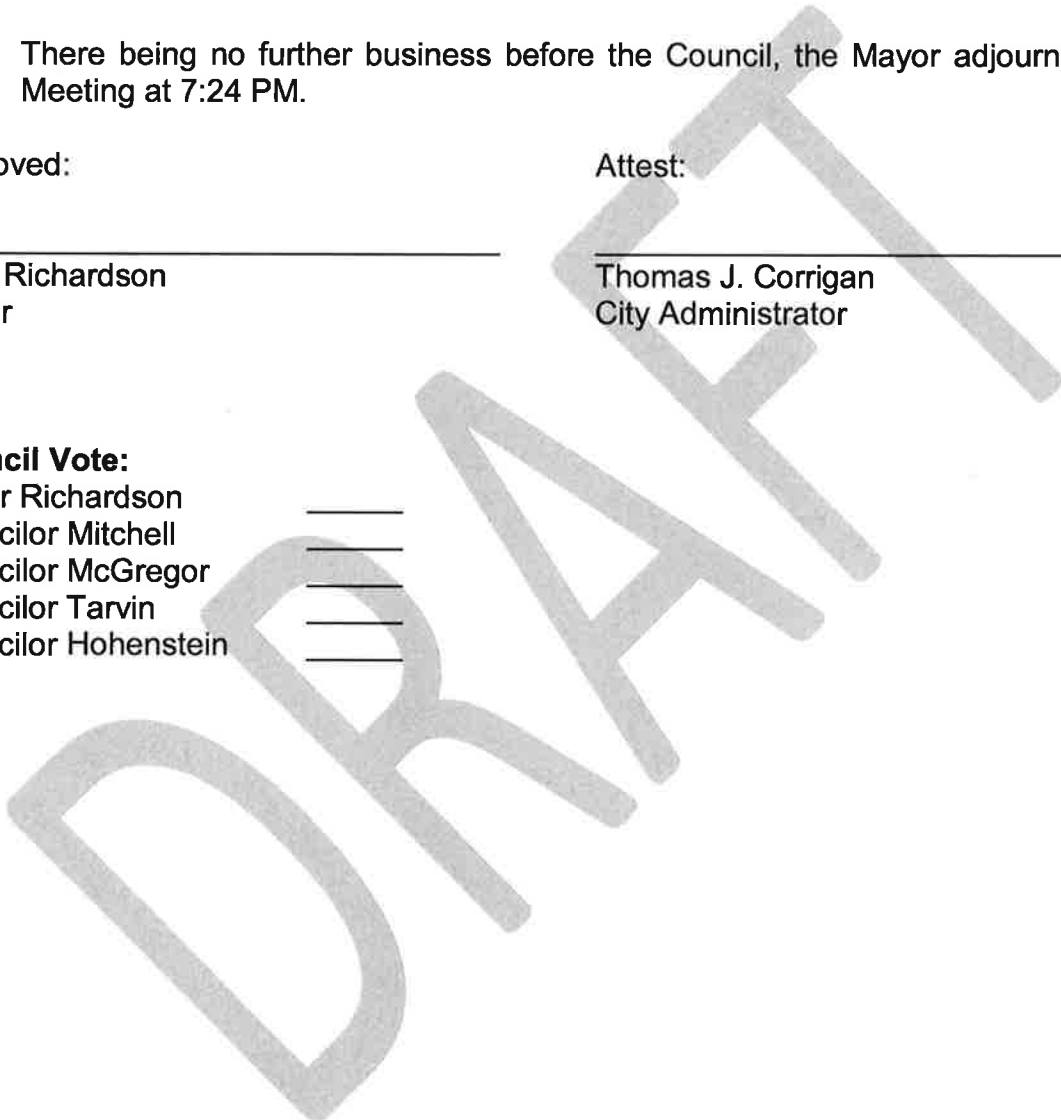 There being no further business before the Council, the Mayor adjourn
Meeting at 7:24 PM.
oved:
Attest:
Richardson
r
Thomas J. Corrigan
City Administrator
ncil Vote:
r Richardson
cilor Mitchell
cilor McGregor
cilor Tarvin
cilor Hohenstein
DRAFT